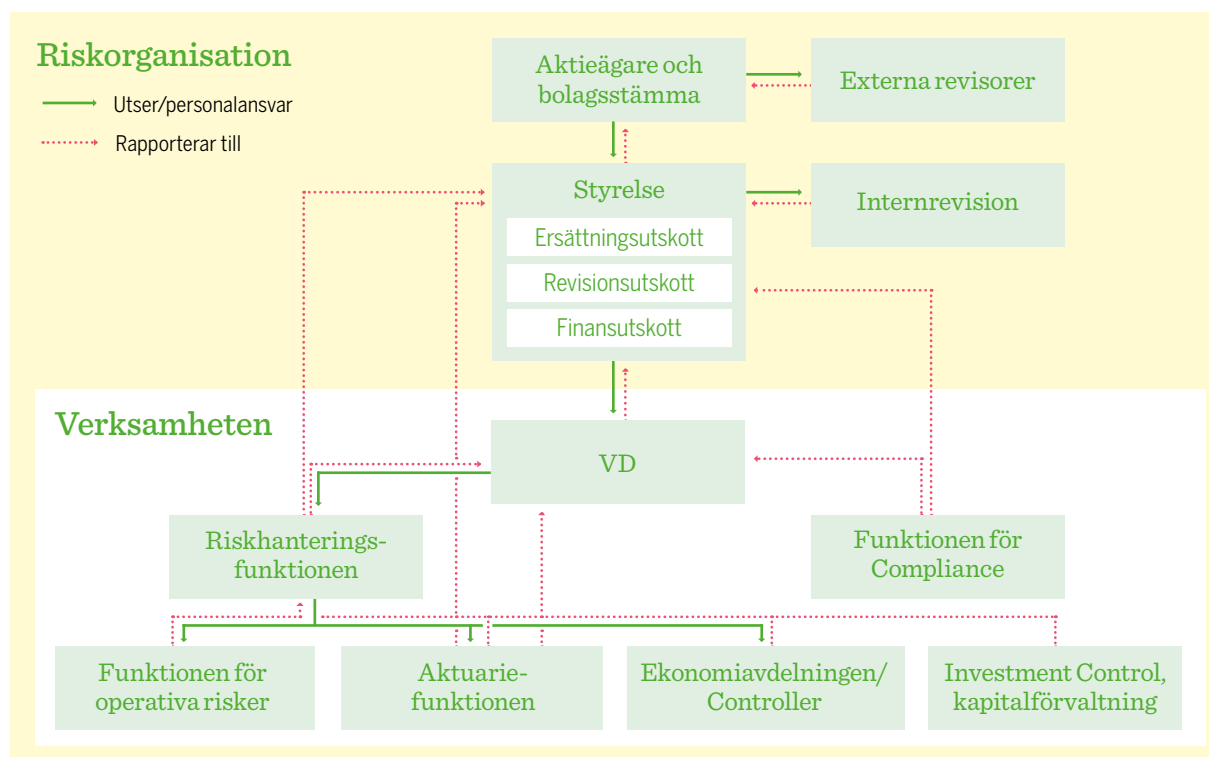 Riskorganisation
Utser/personalansvar
Rapporterar till
Aktieägare och
bolagsstämma
Externa revisorer
Styrelse
Ersättningsutskott
Revisionsutskott
Finansutskott
Internrevision
Verksamheten
VD
Riskhanterings-
funktionen
Funktionen för
Compliance
Funktionen för
operativa risker
Aktuarie-
funktionen
Ekonomiavdelningen/
Controller
Investment Control,
kapitalförvaltning